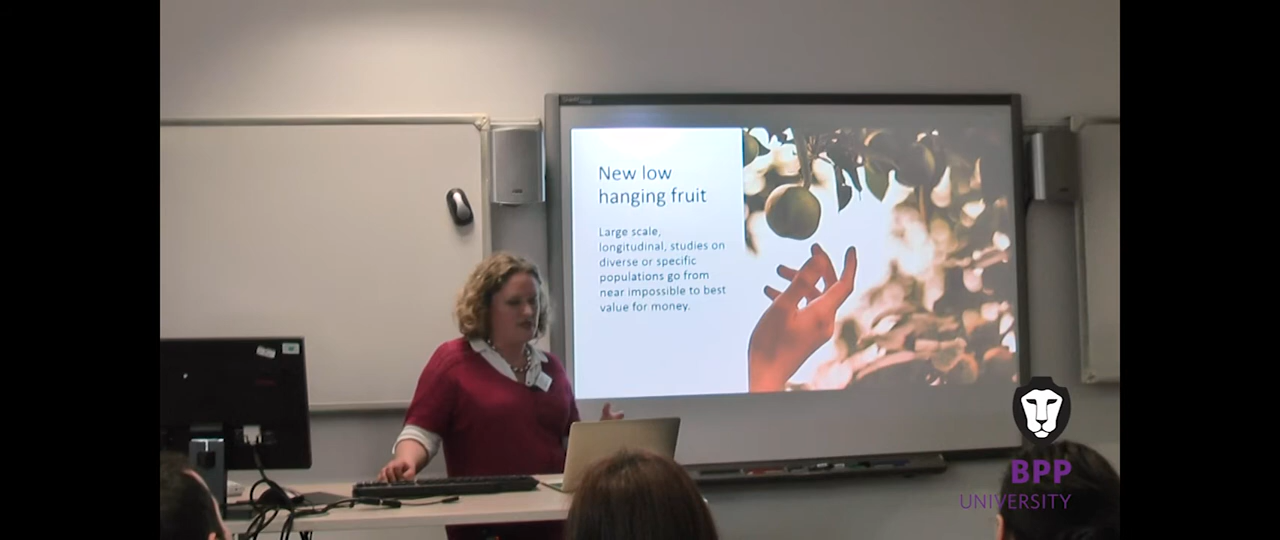 New low
hanging fruit
Large scale,
longitudinal, studies on
diverse or specific
populations go from
near impossible to best
value for money.
BPP
UNIVERSITY